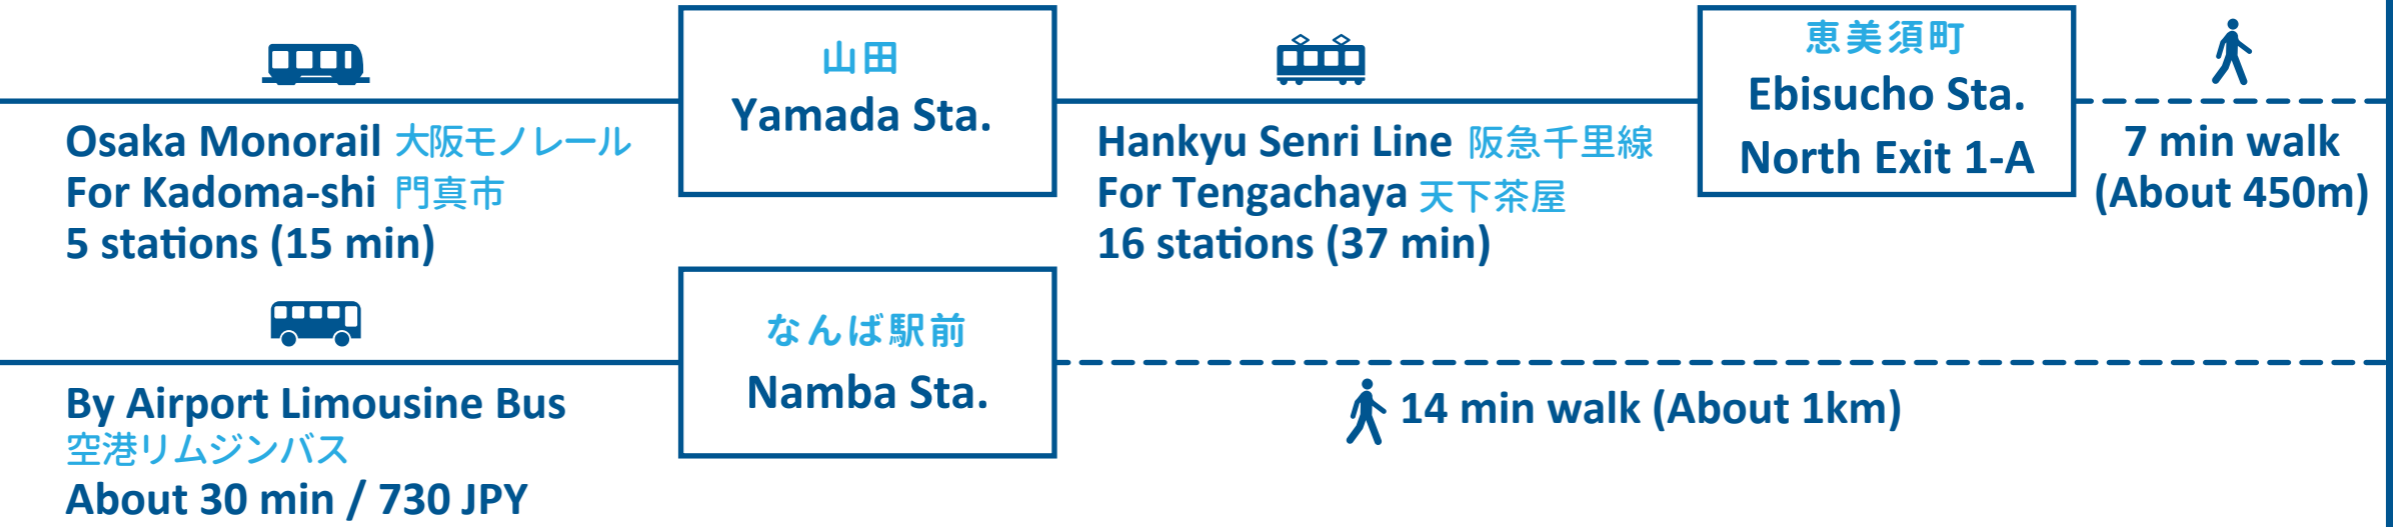 Osaka Monorail 大阪モノレール
For Kadoma-shi 門真市
5 stations (15 min)
山田
Yamada Sta.
Hankyu Senri Line 阪急千里線
For Tengachaya 天下茶屋
16 stations (37 min)
恵美須町
Ebisucho Sta.
North Exit 1-A
7 min walk
(About 450m)
By Airport Limousine Bus
空港リムジンバス
About 30 min / 730 JPY
なんば駅前
Namba Sta.
14 min walk (About 1km)